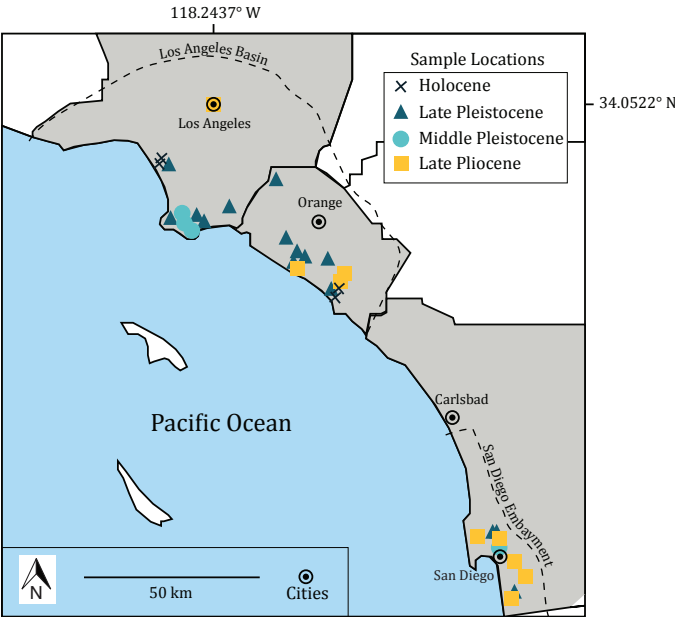 118.2437° W
Los Angeles Basin
Sample Locations
Holocene
Late Pleistocene
Middle Pleistocene
Late Pliocene
34.0522° N
Los Angeles
Orange
Carlsbad
Pacific Ocean
San Diego Embayment
San Diego
N
50 km
Cities